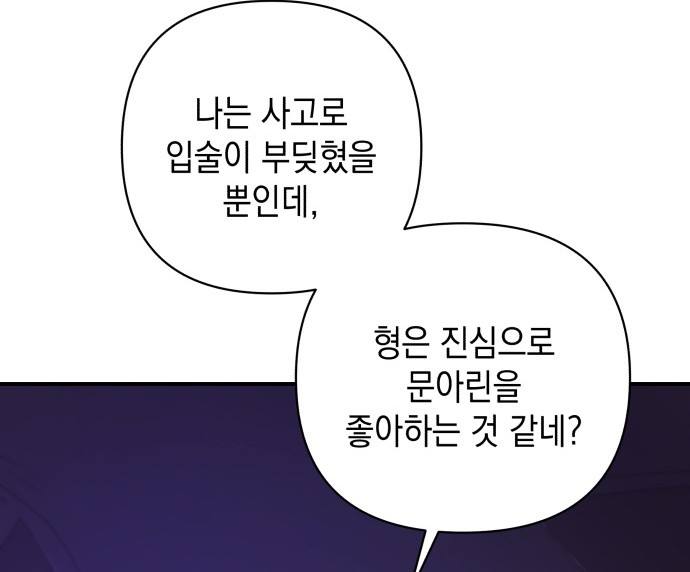 나는 사고로
입술이 부딪혔을
뿐인데,
형은 진심으로
문아린을
좋아하는 것 같네?